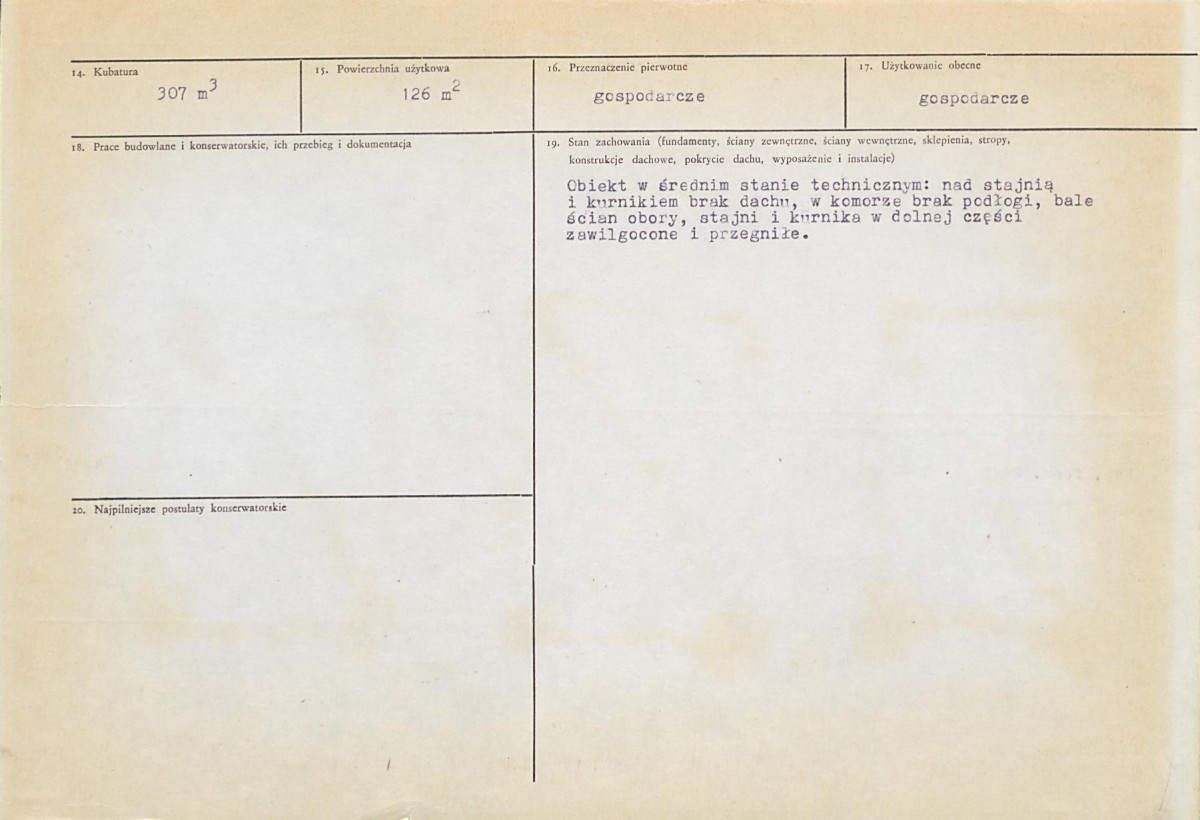 14. Kubatura
307 m³
15. Powierzchnia użytkowa
126 m²
16. Przeznaczenie pierwotne
gospodarcze
17. Użytkowanie obecne
gospodarcze
18. Prace budowlane i konserwatorskie, ich przebieg i dokumentacja
19. Stan zachowania (fundamenty, ściany zewnętrzne, ściany wewnętrzne, sklepienia, stropy,
konstrukcje dachowe, pokrycie dachu, wyposażenie i instalacje)
Obiekt w średnim stanie technicznym: nad stajnią
i kurnikiem brak dachu, w komorze brak podłogi, bale
ścian obory, stajni i kurnika w dolnej części
zawilgocone i przegniłe.
20. Najpilniejsze postulaty konserwatorskie